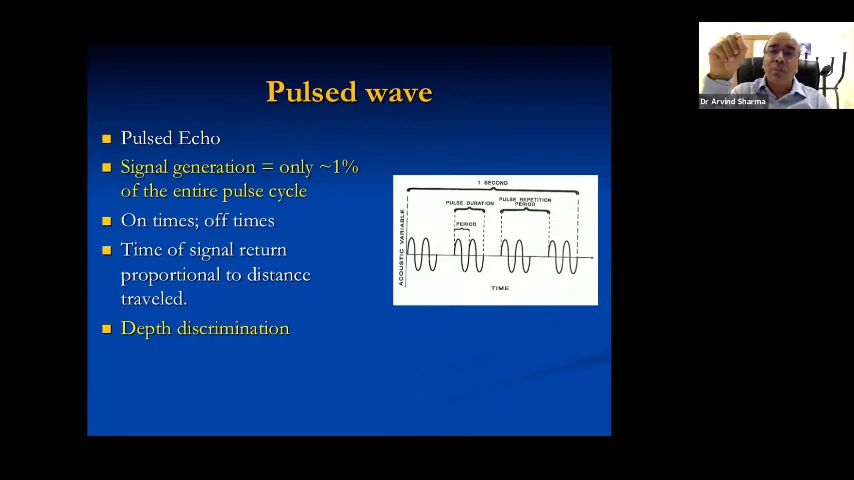 Pulsed wave
Pulsed Echo
Signal generation = only ~1%
of the entire pulse cycle
On times; off times
Time of signal return
proportional to distance
traveled.
Depth discrimination
1 SECOND
PULSE DURATION
PULSE REPETITION
PERIOD
PERIOD
ACOUSTIC VARIABLE
TIME
Dr Arvind Sharma